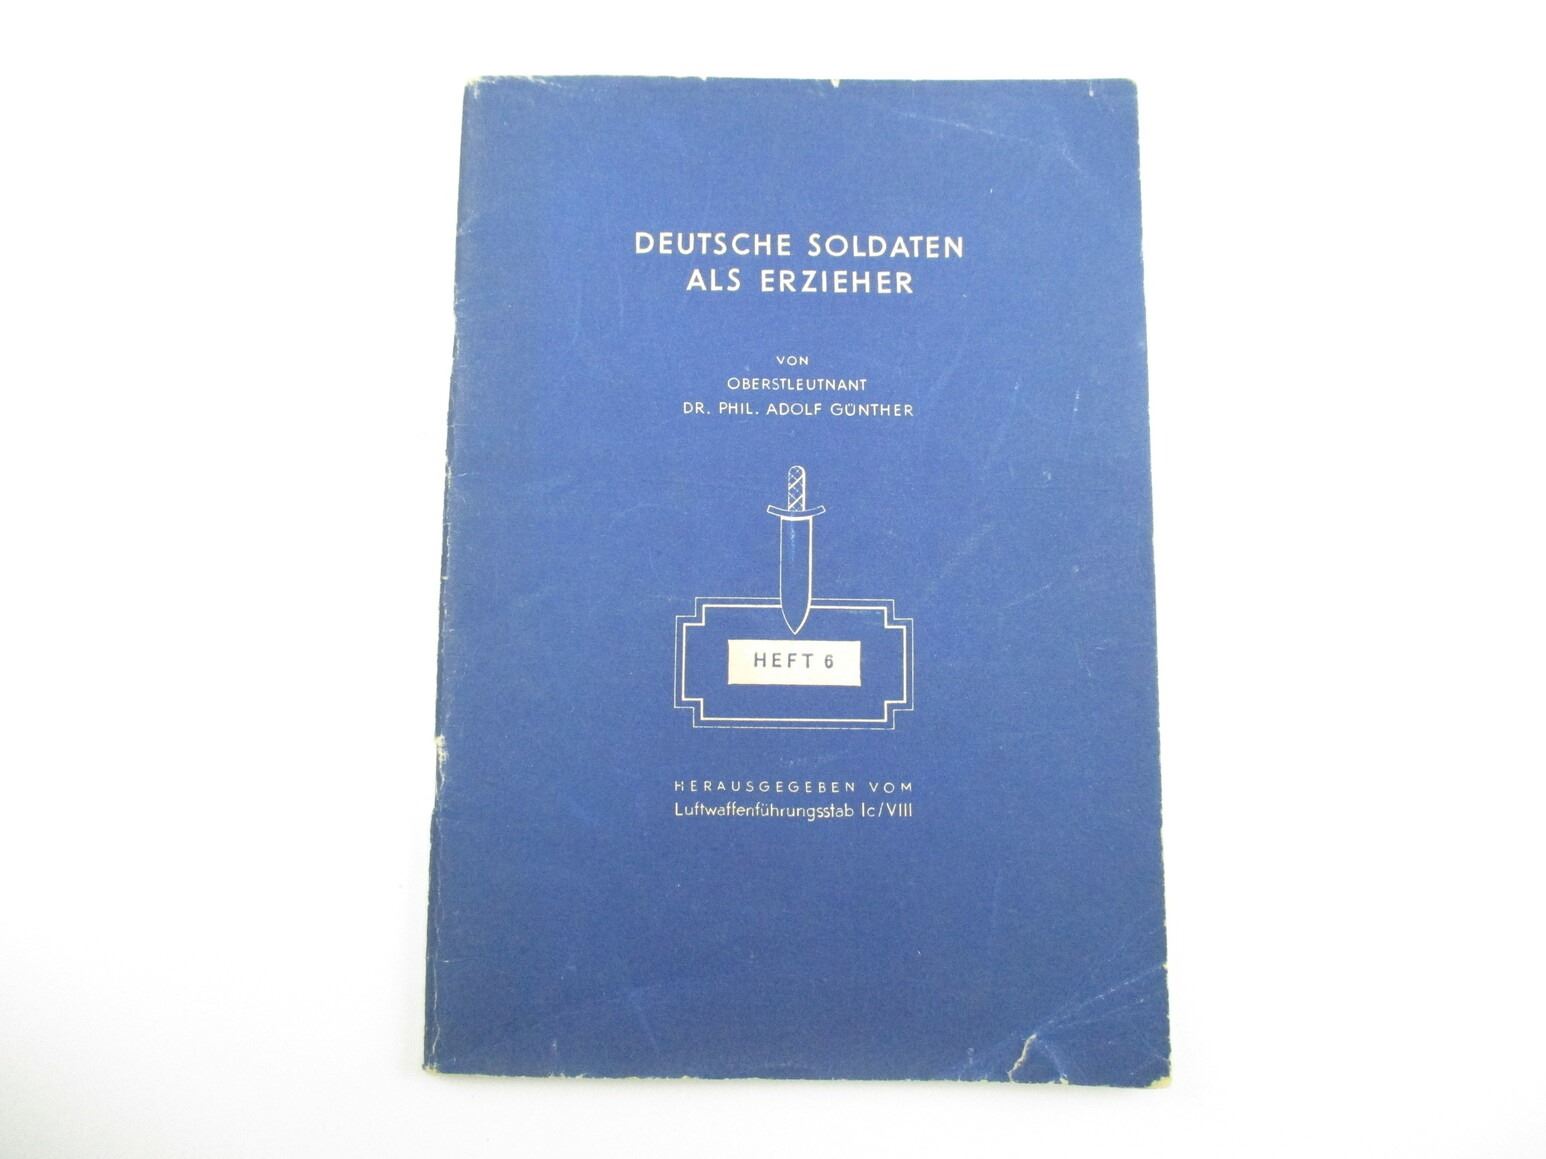 DEUTSCHE SOLDATEN
ALS ERZIEHER
VON
OBERSTLEUTNANT
DR. PHIL. ADOLF GÜNTHER
HEFT 6
HERAUSGEGEBEN VOM
Luftwaffenführungsstab Ic/VIII